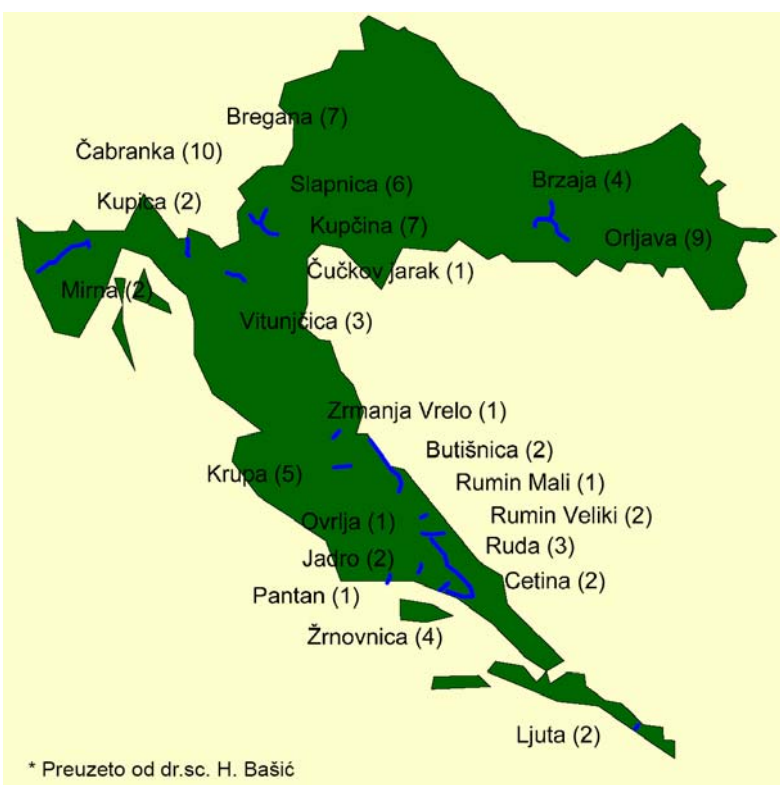 Bregana (7)
Čabranka (10)
Slapnica (6)
Brzaja (4)
Kupica (2)
Kupčina (7)
Orljava (9)
Čučkov jarak (1)
Mirna (2)
Vitunjčica (3)
Zrmanja Vrelo (1)
Butišnica (2)
Krupa (5)
Rumin Mali (1)
Ovrlja (1)
Rumin Veliki (2)
Ruda (3)
Jadro (2)
Cetina (2)
Pantan (1)
Žrnovnica (4)
Ljuta (2)
* Preuzeto od dr.sc. H. Bašić